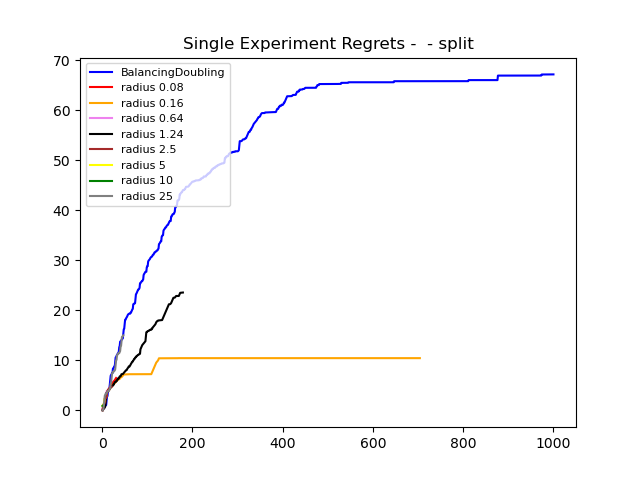 Single Experiment Regrets -  - split
70
60
50
40
30
20
10
0
BalancingDoubling
radius 0.08
radius 0.16
radius 0.64
radius 1.24
radius 2.5
radius 5
radius 10
radius 25
0 200 400 600 800 1000